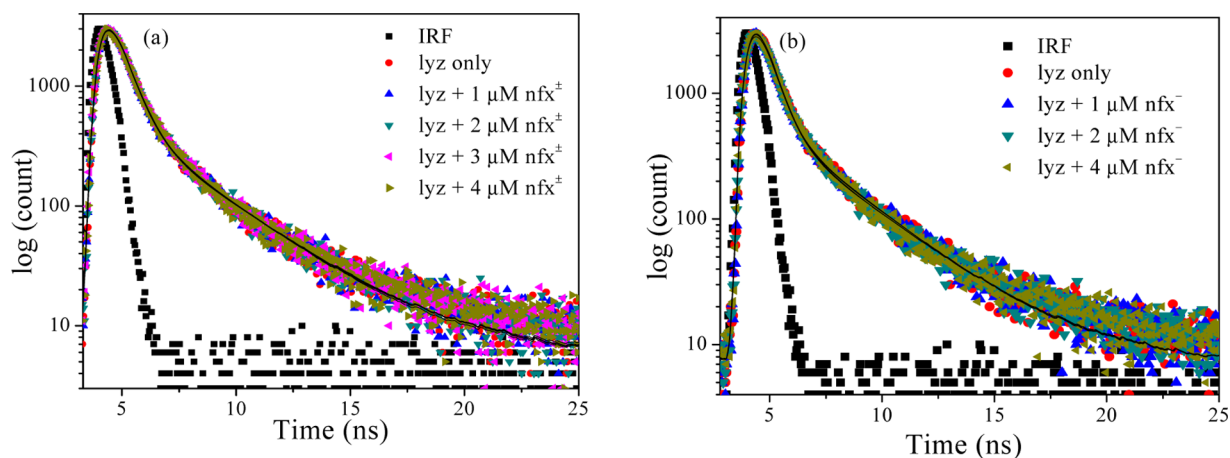 (a)
IRF
lyz only
lyz + 1 µM nfx±
lyz + 2 µM nfx±
lyz + 3 µM nfx±
lyz + 4 µM nfx±
log (count)
1000
100
10
5 10 15 20 25
Time (ns)
(b)
IRF
lyz only
lyz + 1 µM nfx⁻
lyz + 2 µM nfx⁻
lyz + 4 µM nfx⁻
log (count)
1000
100
10
5 10 15 20 25
Time (ns)